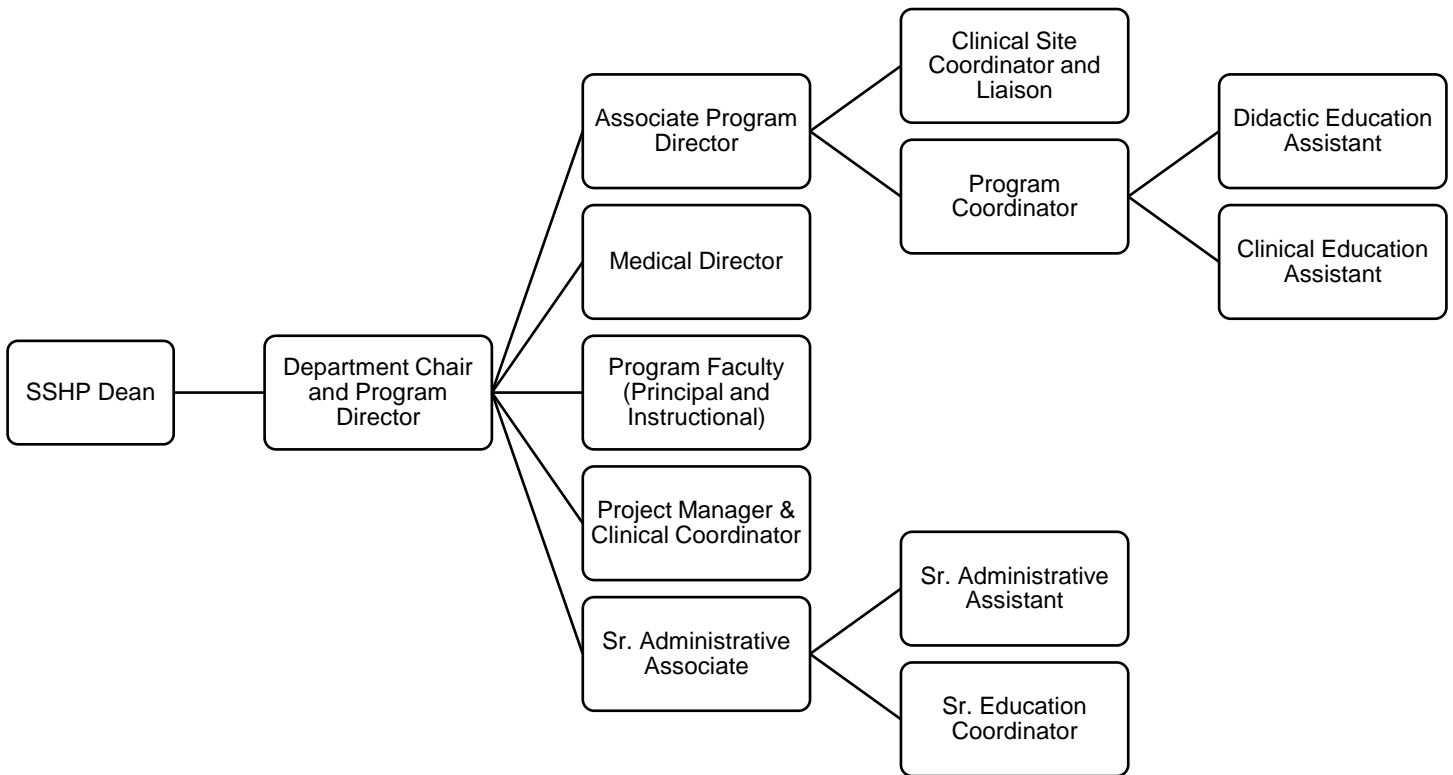 SSHP Dean
Department Chair
and Program
Director
Associate Program
Director
Medical Director
Program Faculty
(Principal and
Instructional)
Project Manager &
Clinical Coordinator
Sr. Administrative
Associate
Clinical Site
Coordinator and
Liaison
Program
Coordinator
Sr. Administrative
Assistant
Sr. Education
Coordinator
Didactic Education
Assistant
Clinical Education
Assistant